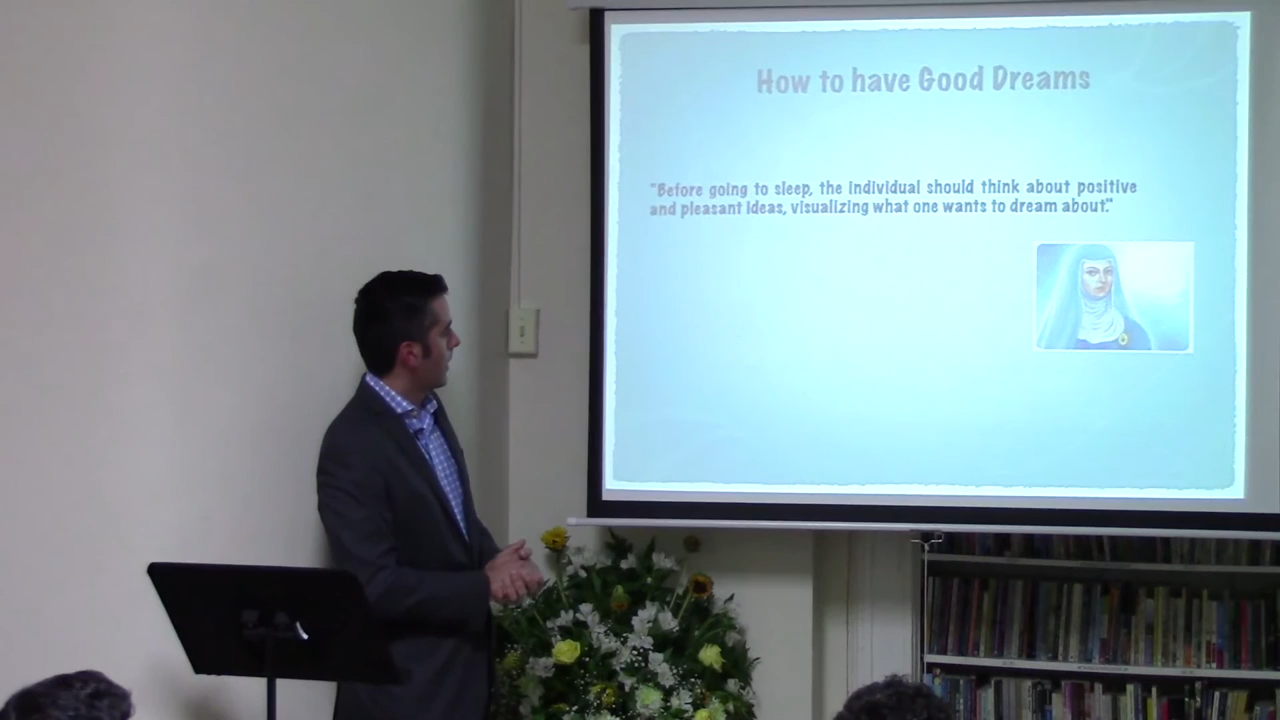 How to have Good Dreams
"Before going to sleep, the individual should think about positive
and pleasant ideas, visualizing what one wants to dream about."